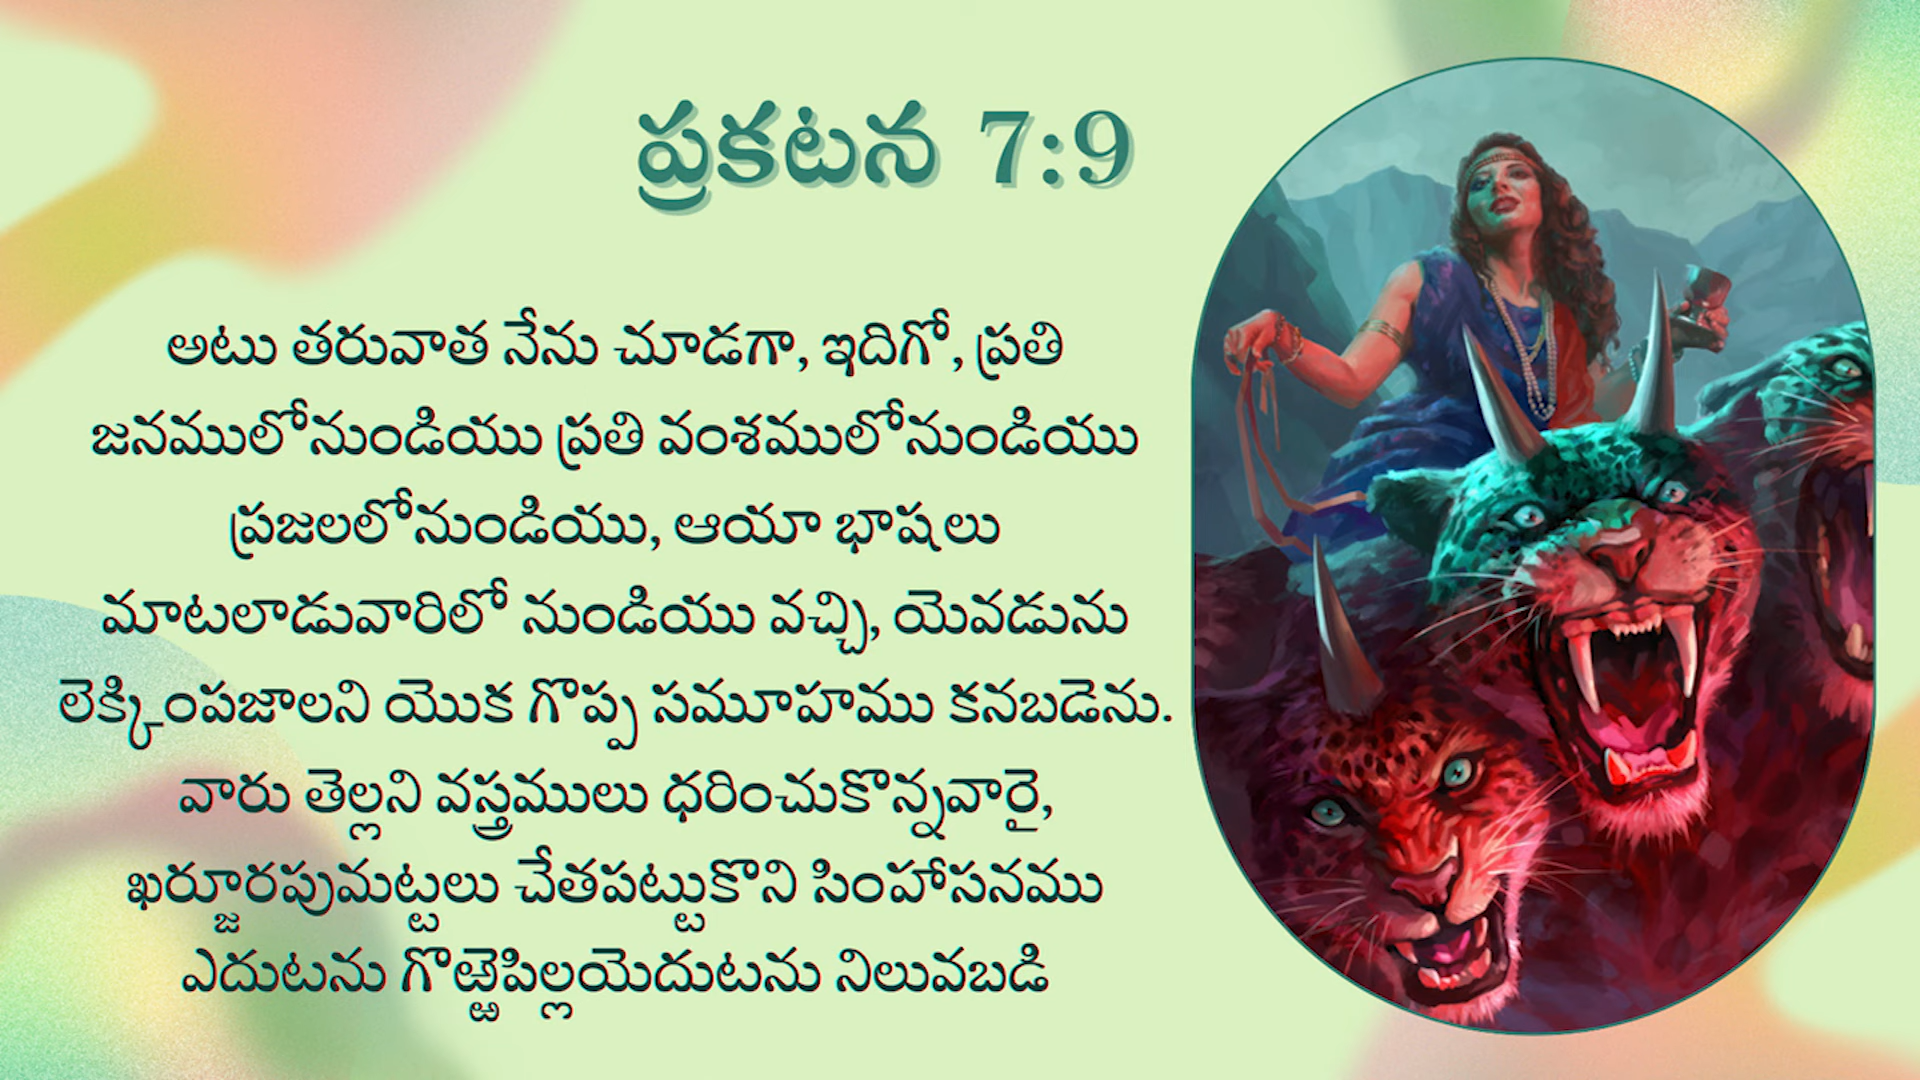 ప్రకటన 7:9
అటు తరువాత నేను చూడగా, ఇదిగో, ప్రతి
జనములోనుండియు ప్రతి వంశములోనుండియు
ప్రజలలోనుండియు, ఆయా భాషలు
మాటలాడువారిలో నుండియు వచ్చి, యెవడును
లెక్కింపజాలని యొక గొప్ప సమూహము కనబడెను.
వారు తెల్లని వస్త్రములు ధరించుకొన్నవారై,
ఖర్జూరపుమట్టలు చేతపట్టుకొని సింహాసనము
ఎదుటను గొఱ్ఱెపిల్లయెదుటను నిలువబడి